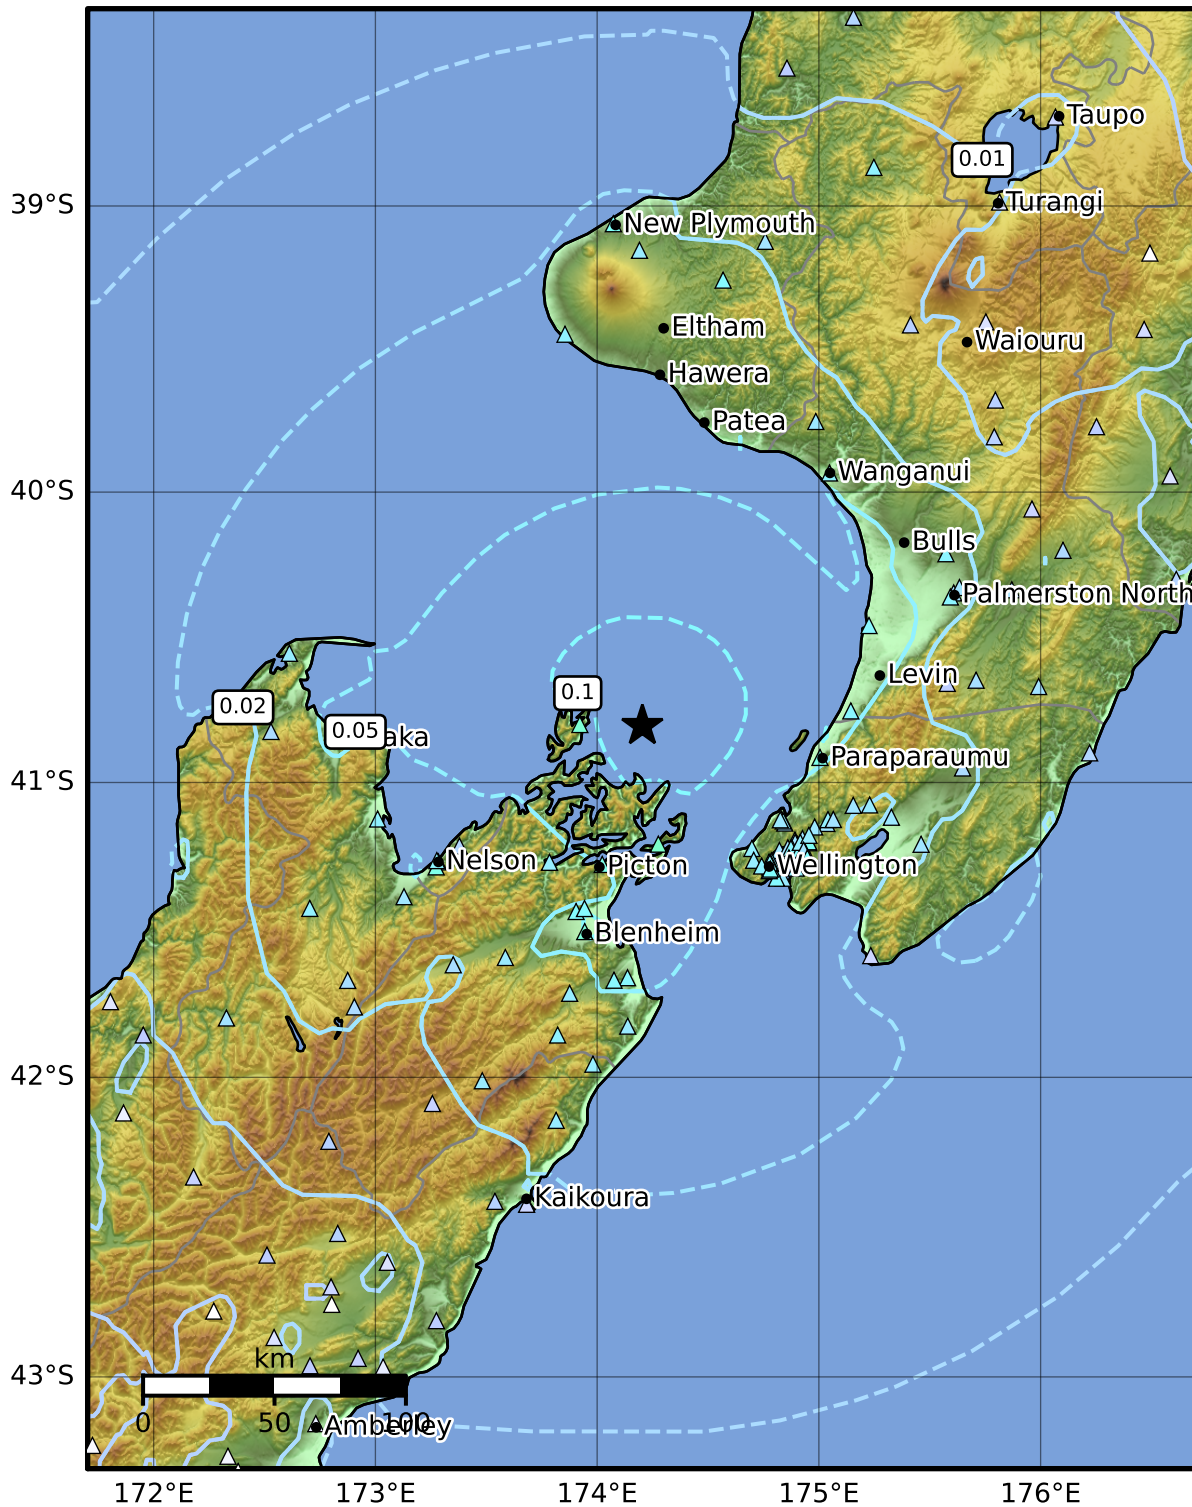 Taupo
0.01
39°S
Turangi
New Plymouth
Eltham
Waiouru
Hawera
Patea
Wanganui
40°S
Bulls
Palmerston North
Levin
0.1
0.02
0.05
aka
Paraparaumu
41°S
Nelson
Picton
Wellington
Blenheim
42°S
Kaikoura
km
43°S
0 50 100
Amberley
172°E 173°E 174°E 175°E 176°E